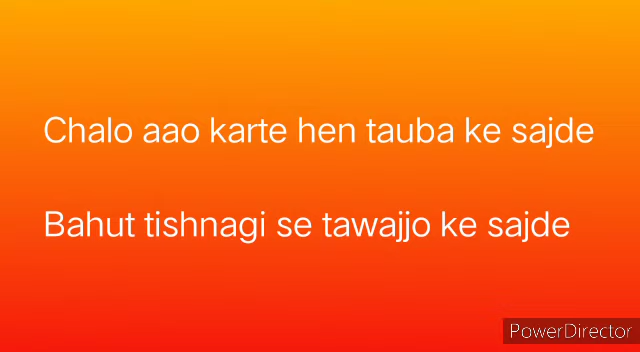 Chalo aao karte hen tauba ke sajde
Bahut tishnagi se tawajjo ke sajde
PowerDirector